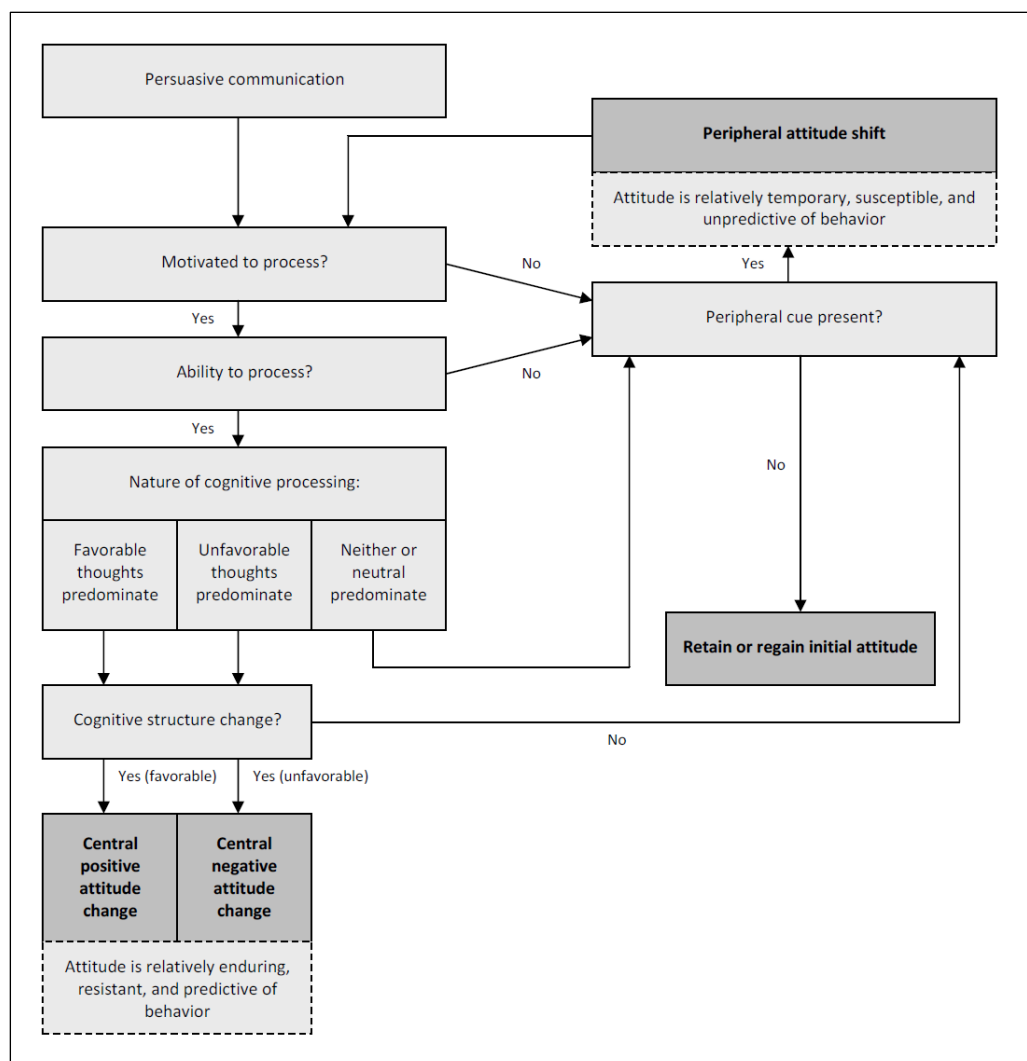 Persuasive communication
Peripheral attitude shift
Attitude is relatively temporary, susceptible, and
unpredictive of behavior
Motivated to process?
No
Yes
Peripheral cue present?
Yes
Ability to process?
No
Yes
Nature of cognitive processing:
Favorable
thoughts
predominate
Unfavorable
thoughts
predominate
Neither or
neutral
predominate
No
Retain or regain initial attitude
Cognitive structure change?
No
Yes (favorable)
Yes (unfavorable)
Central
positive
attitude
change
Central
negative
attitude
change
Attitude is relatively enduring,
resistant, and predictive of
behavior